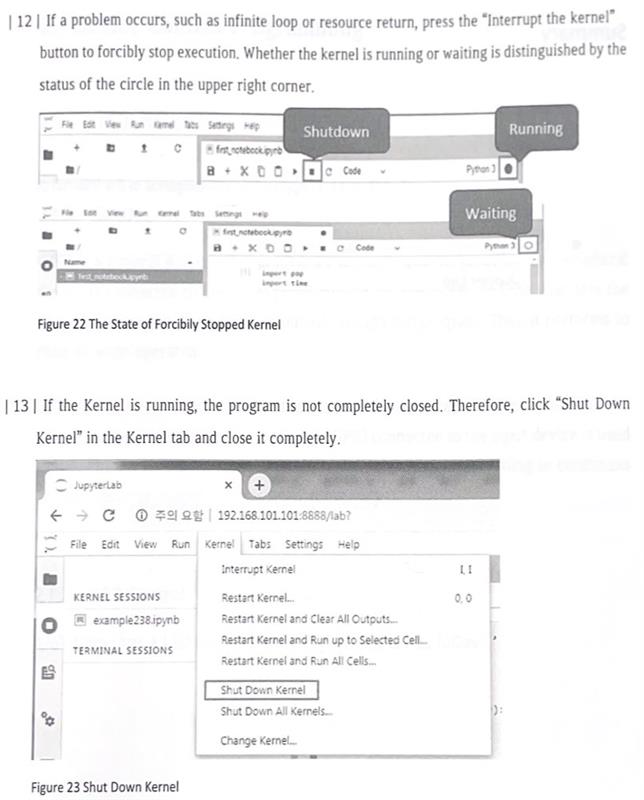 | 12 | If a problem occurs, such as infinite loop or resource return, press the "Interrupt the kernel"
button to forcibly stop execution. Whether the kernel is running or waiting is distinguished by the
status of the circle in the upper right corner.
File Edit View Run Kernel Tabs Settings Help
Shutdown
Running
first_notebook.ipynb
Code
Python 3
Waiting
File Edit View Run Kernel Tabs Settings Help
first_notebook.ipynb
Code
Python 3
Name
first_notebook.ipynb
[1]
import pop
import time
Figure 22 The State of Forcibily Stopped Kernel
| 13 | If the Kernel is running, the program is not completely closed. Therefore, click "Shut Down
Kernel" in the Kernel tab and close it completely.
JupyterLab
주의 요함 | 192.168.101.101:8888/lab?
File Edit View Run Kernel Tabs Settings Help
Interrupt Kernel I, I
KERNEL SESSIONS
Restart Kernel... 0, 0
example238.ipynb
Restart Kernel and Clear All Outputs...
Restart Kernel and Run up to Selected Cell...
TERMINAL SESSIONS
Restart Kernel and Run All Cells...
Shut Down Kernel
Shut Down All Kernels...
):
Change Kernel...
Figure 23 Shut Down Kernel